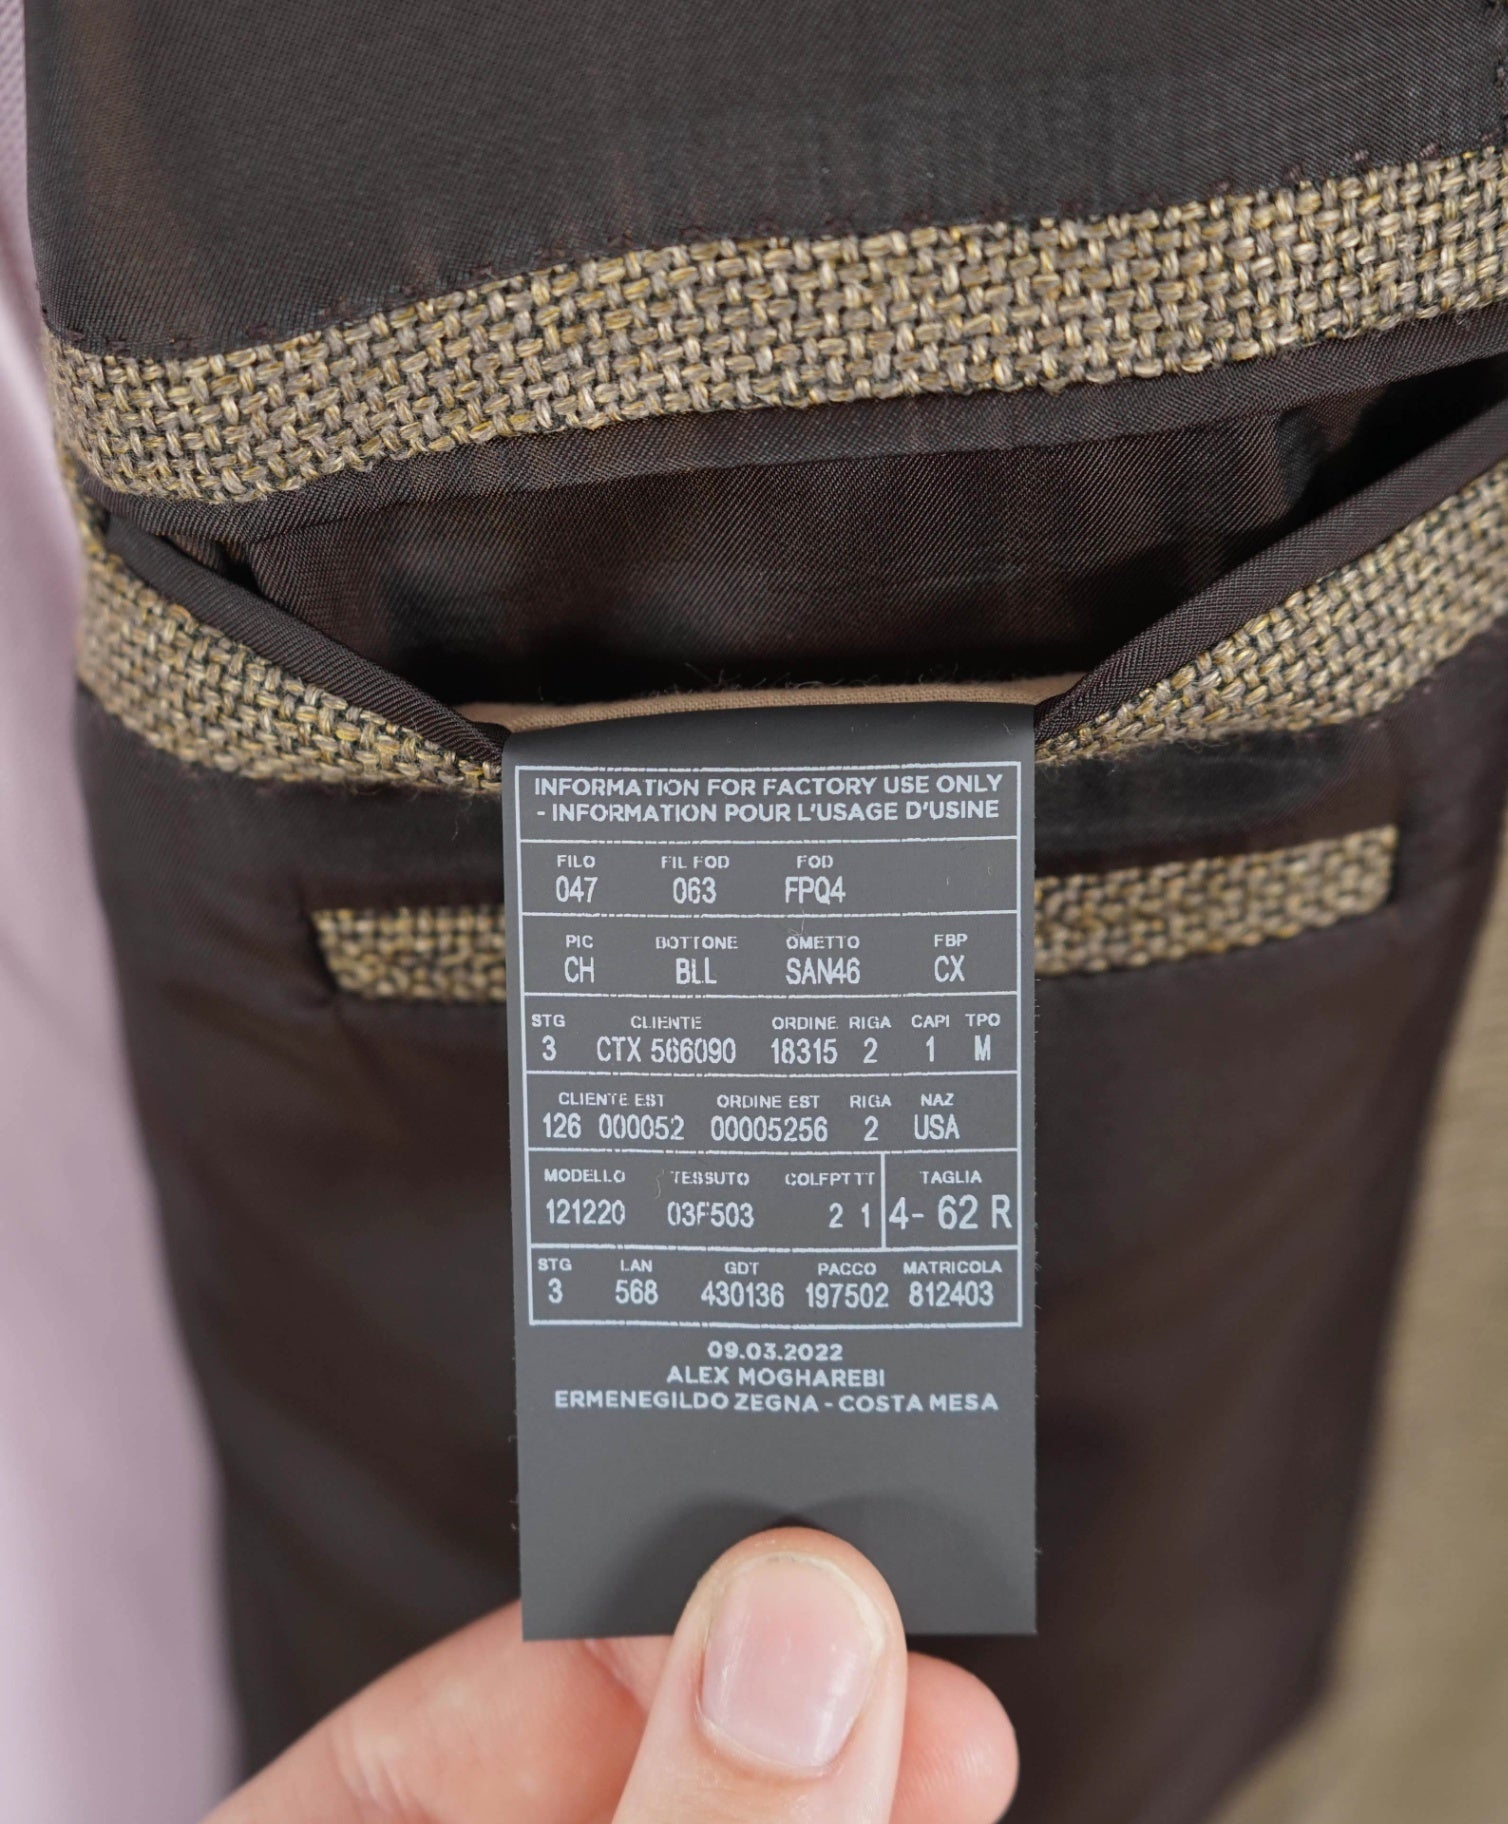 INFORMATION FOR FACTORY USE ONLY
- INFORMATION POUR L'USAGE D'USINE
FILO FIL FOD FOD
047 063 FPQ4
PIC BOTTONE OMETTO FBP
CH BLL SAN46 CX
STG CLIENTE ORDINE RIGA CAPI TPO
3 CTX 566090 18315 2 1 M
CLIENTE EST ORDINE EST RIGA NAZ
126 000052 00005256 2 USA
MODELLO TESSUTO COLFPTTT TAGLIA
121220 03F503 2 1 4- 62 R
STG LAN GDT PACCO MATRICOLA
3 568 430136 197502 812403
09.03.2022
ALEX MOGHAREBI
ERMENEGILDO ZEGNA - COSTA MESA